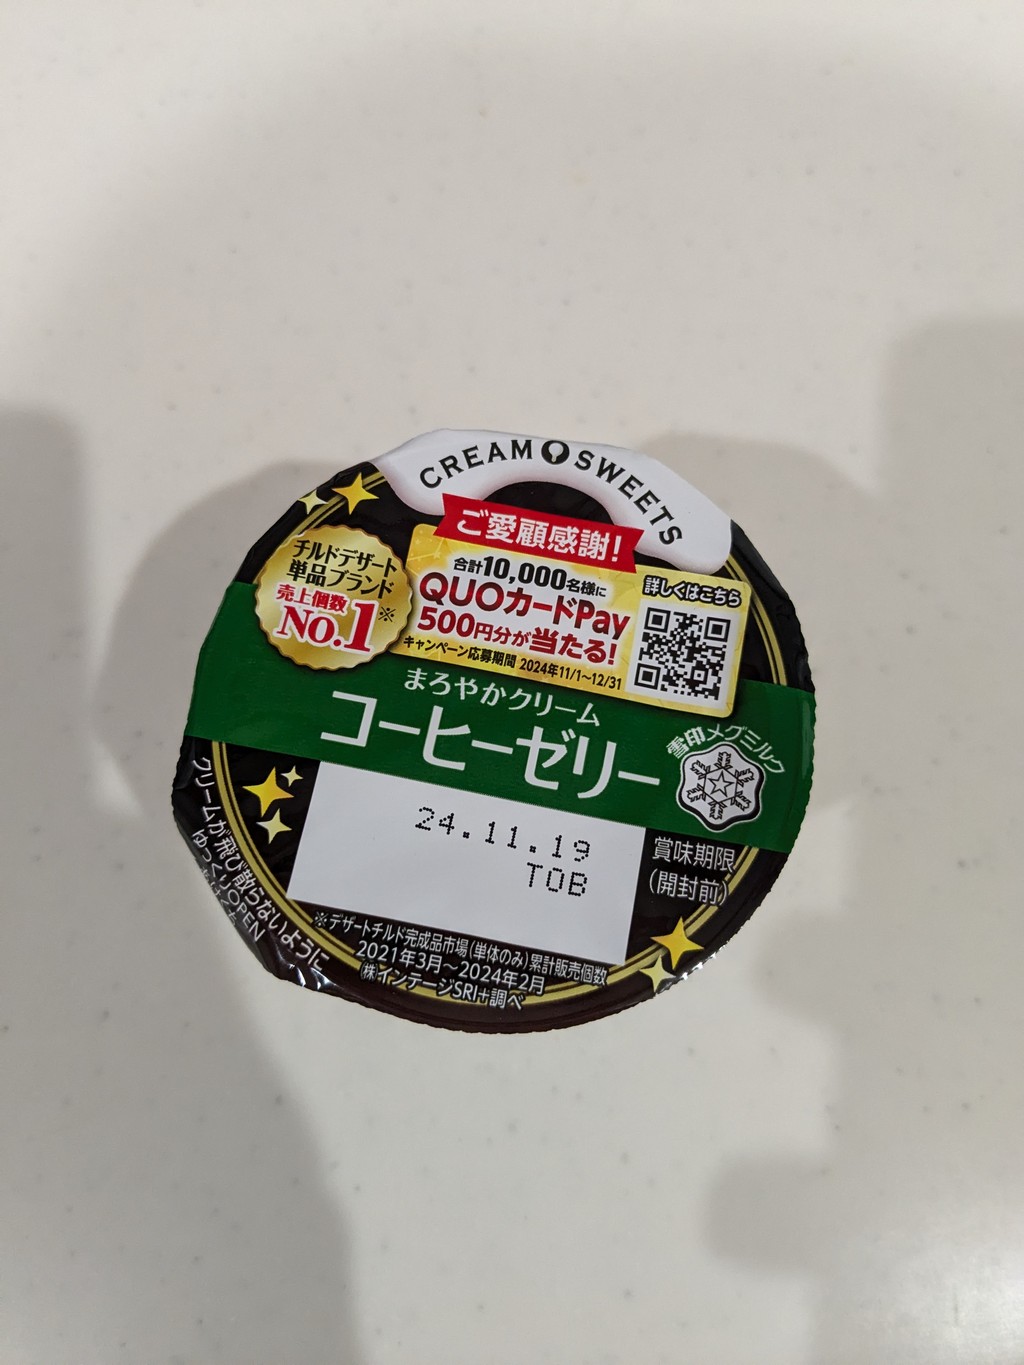 CREAM SWEETS
ご愛顧感謝!
チルドデザート
単品ブランド
売上個数
No.1※
合計10,000名様に
QUOカードPay
500円分が当たる!
キャンペーン応募期間 2024年11/1〜12/31
詳しくはこちら
まろやかクリーム
コーヒーゼリー
雪印メグミルク
24.11.19
TOB
賞味期限
(開封前)
クリームが飛び散らないように
ゆっくりOPEN
※デザートチルド完成品市場(単体のみ)累計販売個数
2021年3月〜2024年2月
㈱インテージSRI+調べ